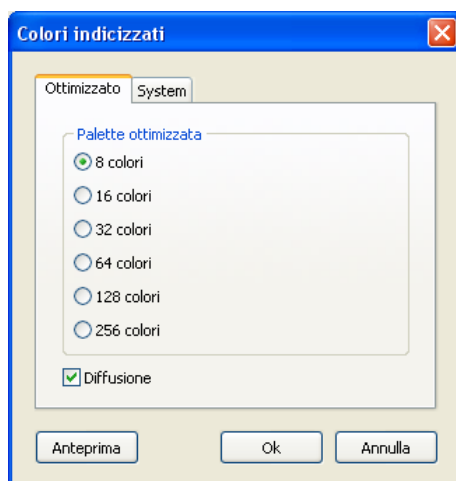 Colori indicizzati
Ottimizzato System
Palette ottimizzata
8 colori
16 colori
32 colori
64 colori
128 colori
256 colori
Diffusione
Anteprima Ok Annulla